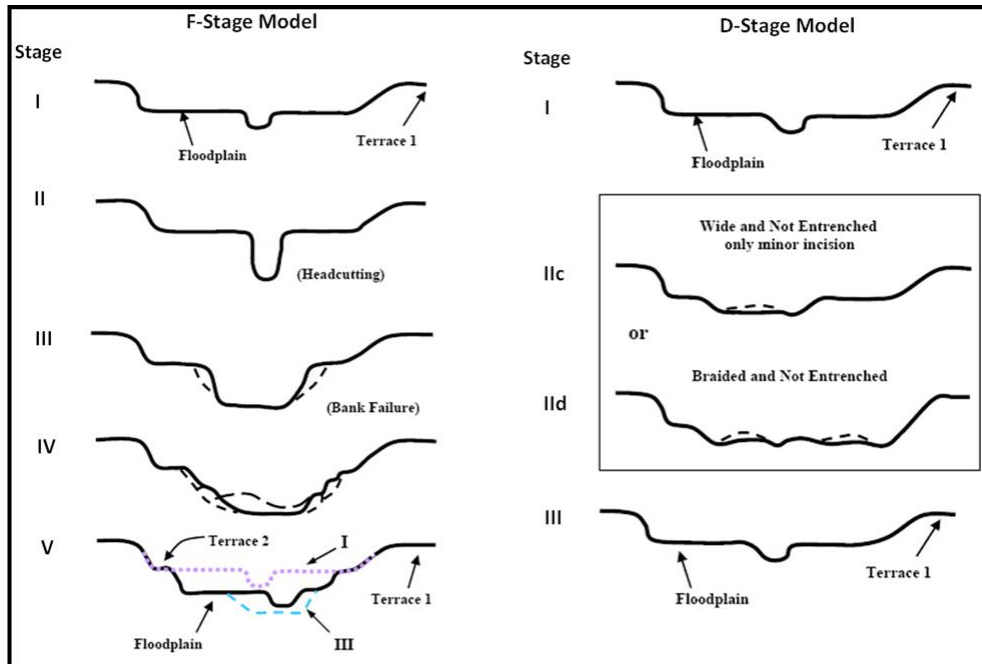 F-Stage Model
Stage
I
Floodplain
Terrace 1
II
(Headcutting)
III
(Bank Failure)
IV
V
Terrace 2
I
Terrace 1
Floodplain
III
D-Stage Model
Stage
I
Floodplain
Terrace 1
Wide and Not Entrenched
only minor incision
IIc
or
Braided and Not Entrenched
IId
III
Terrace 1
Floodplain